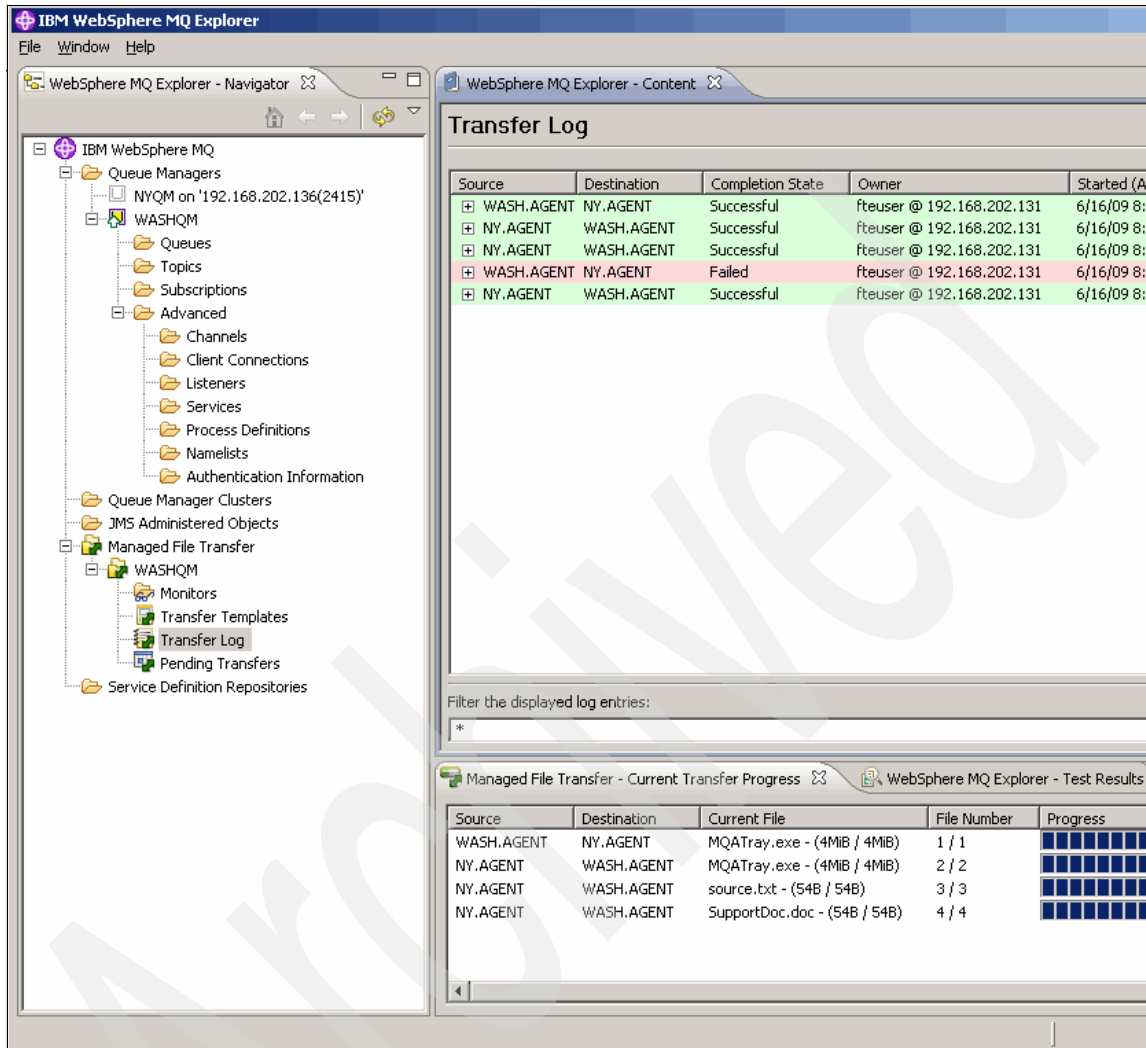 IBM WebSphere MQ Explorer
File Window Help
WebSphere MQ Explorer - Navigator
IBM WebSphere MQ
Queue Managers
NYQM on '192.168.202.136(2415)'
WASHQM
Queues
Topics
Subscriptions
Advanced
Channels
Client Connections
Listeners
Services
Process Definitions
Namelists
Authentication Information
Queue Manager Clusters
JMS Administered Objects
Managed File Transfer
WASHQM
Monitors
Transfer Templates
Transfer Log
Pending Transfers
Service Definition Repositories
WebSphere MQ Explorer - Content
Transfer Log
Source Destination Completion State Owner Started (A
WASH.AGENT NY.AGENT Successful fteuser @ 192.168.202.131 6/16/09 8:
NY.AGENT WASH.AGENT Successful fteuser @ 192.168.202.131 6/16/09 8:
NY.AGENT WASH.AGENT Successful fteuser @ 192.168.202.131 6/16/09 8:
WASH.AGENT NY.AGENT Failed fteuser @ 192.168.202.131 6/16/09 8:
NY.AGENT WASH.AGENT Successful fteuser @ 192.168.202.131 6/16/09 8:
Filter the displayed log entries:
*
Managed File Transfer - Current Transfer Progress WebSphere MQ Explorer - Test Results
Source Destination Current File File Number Progress
WASH.AGENT NY.AGENT MQATray.exe - (4MiB / 4MiB) 1 / 1
NY.AGENT WASH.AGENT MQATray.exe - (4MiB / 4MiB) 2 / 2
NY.AGENT WASH.AGENT source.txt - (54B / 54B) 3 / 3
NY.AGENT WASH.AGENT SupportDoc.doc - (54B / 54B) 4 / 4
Archived